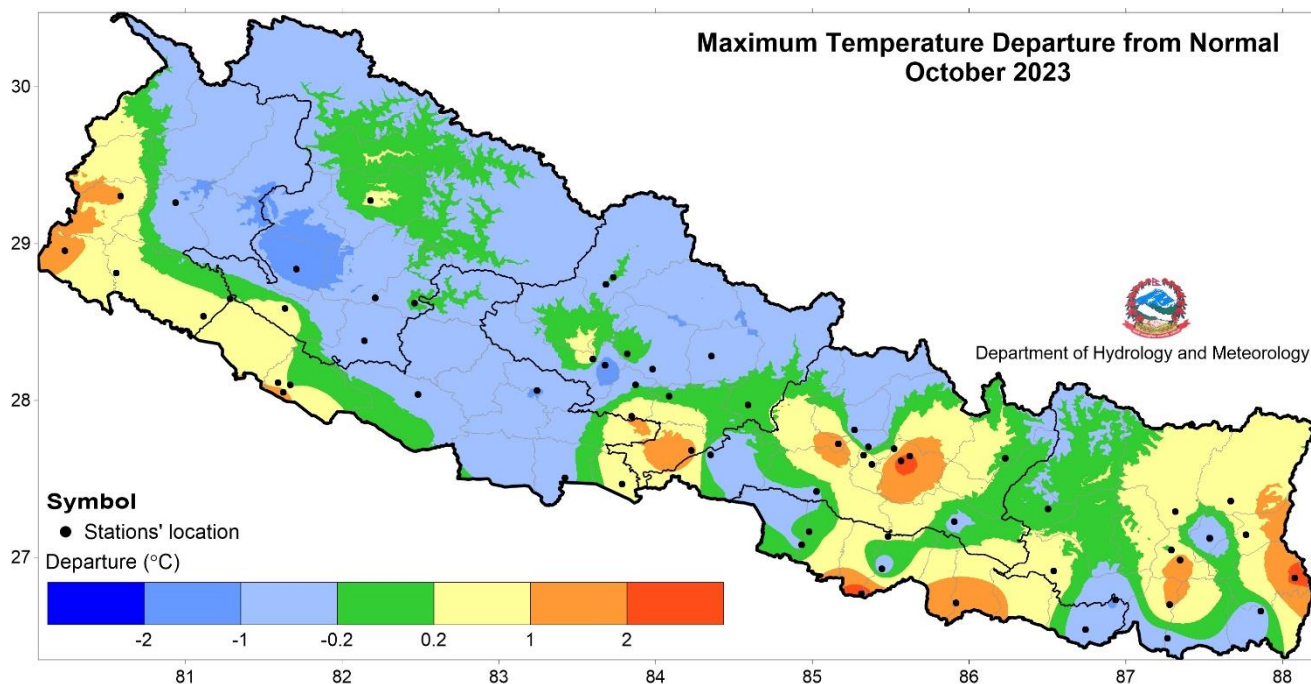 Maximum Temperature Departure from Normal
October 2023
30
29
28
27
Department of Hydrology and Meteorology
Symbol
Stations' location
Departure (°C)
-2 -1 -0.2 0.2 1 2
81 82 83 84 85 86 87 88